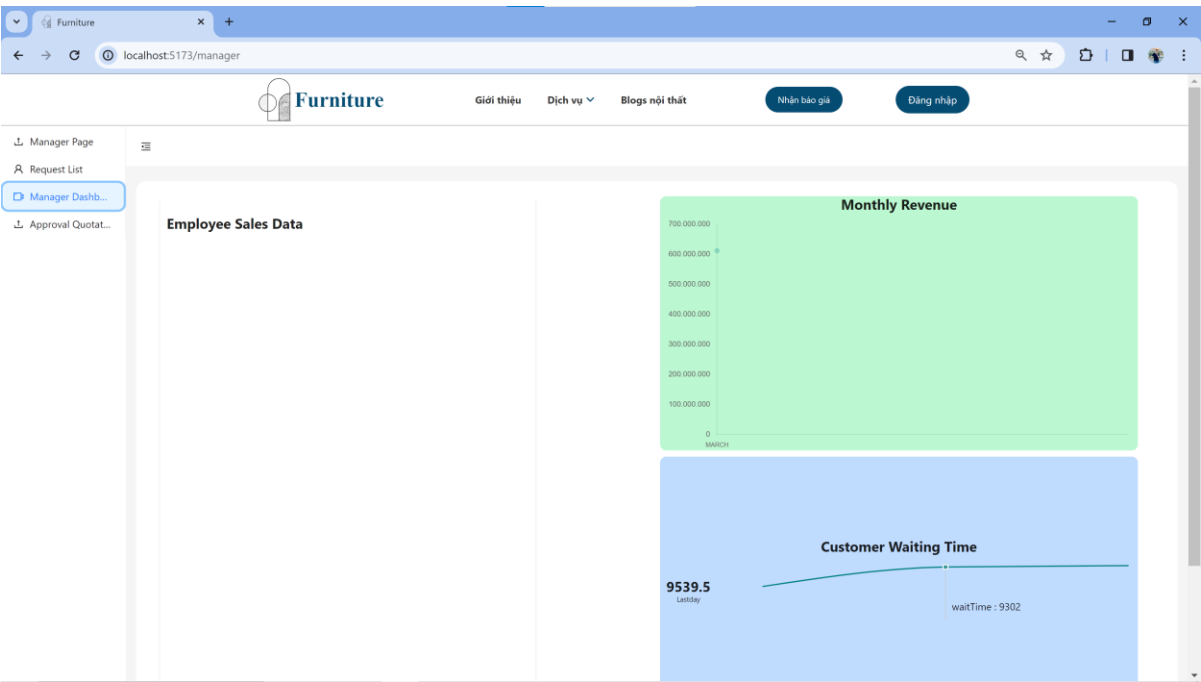 Furniture
localhost:5173/manager
Furniture
Giới thiệu Dịch vụ Blogs nội thất Nhận báo giá Đăng nhập
Manager Page
Request List
Manager Dashb...
Approval Quotat...
Employee Sales Data
Monthly Revenue
700.000.000
600.000.000
500.000.000
400.000.000
300.000.000
200.000.000
100.000.000
0
MARCH
Customer Waiting Time
9539.5
Lastday
waitTime : 9302